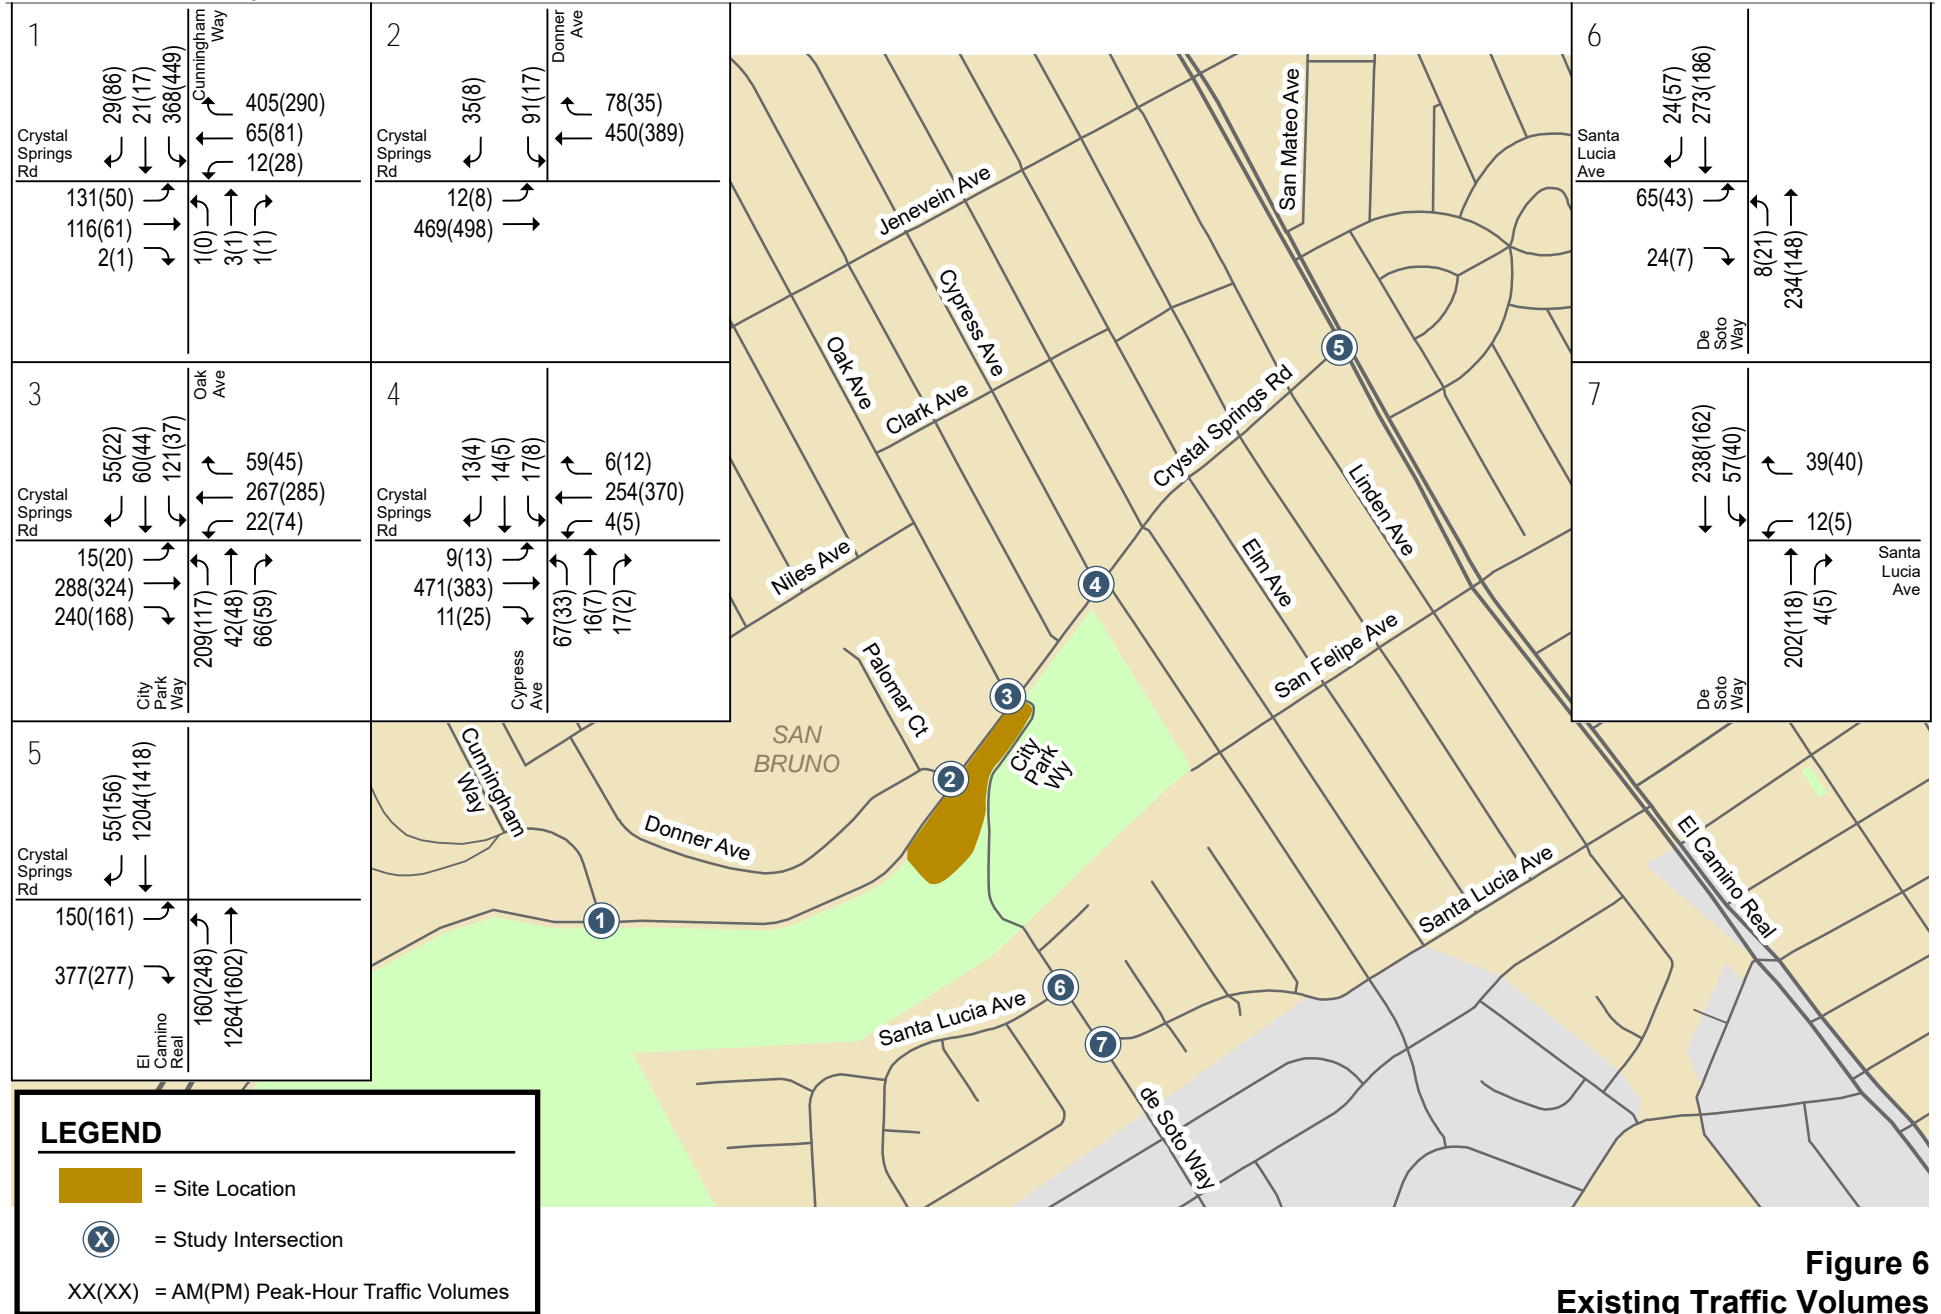 1
Cunningham
Way
29(86)
21(17)
368(449)
405(290)
65(81)
12(28)
Crystal
Springs
Rd
131(50)
116(61)
2(1)
1(0)
3(1)
1(1)
2
Donner
Ave
35(8)
91(17)
78(35)
450(389)
Crystal
Springs
Rd
12(8)
469(498)
3
Oak
Ave
55(22)
60(44)
121(37)
59(45)
267(285)
22(74)
Crystal
Springs
Rd
15(20)
288(324)
240(168)
209(117)
42(48)
66(59)
City
Park
Way
4
13(4)
14(5)
17(8)
6(12)
254(370)
4(5)
Crystal
Springs
Rd
9(13)
471(383)
11(25)
67(33)
16(7)
17(2)
Cypress
Ave
5
55(156)
1204(1418)
Crystal
Springs
Rd
150(161)
377(277)
160(248)
1264(1602)
El
Camino
Real
6
24(57)
273(186)
Santa
Lucia
Ave
65(43)
24(7)
8(21)
234(148)
De
Soto
Way
7
238(162)
57(40)
39(40)
12(5)
Santa
Lucia
Ave
202(118)
4(5)
De
Soto
Way
San Mateo Ave
Jenevein Ave
Cypress Ave
Oak Ave
Clark Ave
5
Crystal Springs Rd
Linden Ave
Elm Ave
Niles Ave
4
San Felipe Ave
Palomar Ct
3
SAN
BRUNO
City
Park
Wy
2
Cunningham
Way
Donner Ave
1
El Camino Real
Santa Lucia Ave
6
Santa Lucia Ave
7
de Soto Way
LEGEND
= Site Location
X = Study Intersection
XX(XX) = AM(PM) Peak-Hour Traffic Volumes
Figure 6
Existing Traffic Volumes